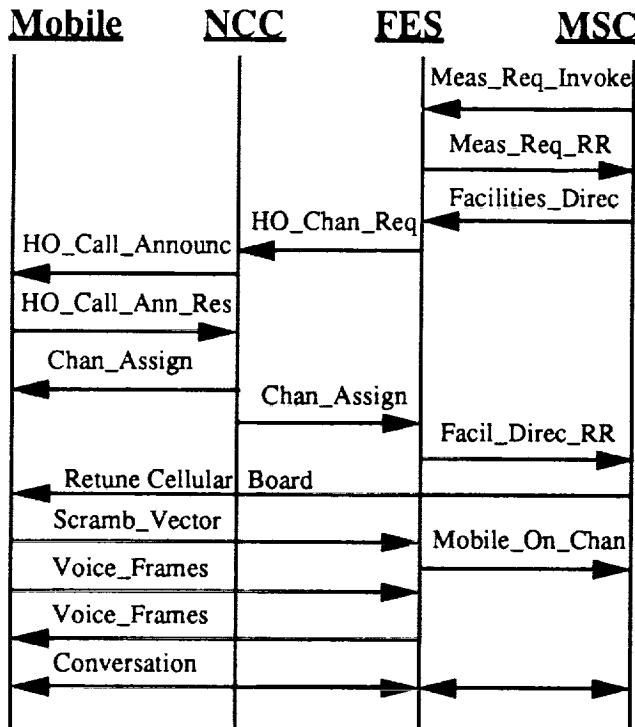 Mobile NCC FES MSC
Meas_Req_Invoke
Meas_Req_RR
Facilities_Direc
HO_Chan_Req
HO_Call_Announc
HO_Call_Ann_Res
Chan_Assign
Chan_Assign
Facil_Direc_RR
Retune Cellular Board
Scramb_Vector
Mobile_On_Chan
Voice_Frames
Voice_Frames
Conversation